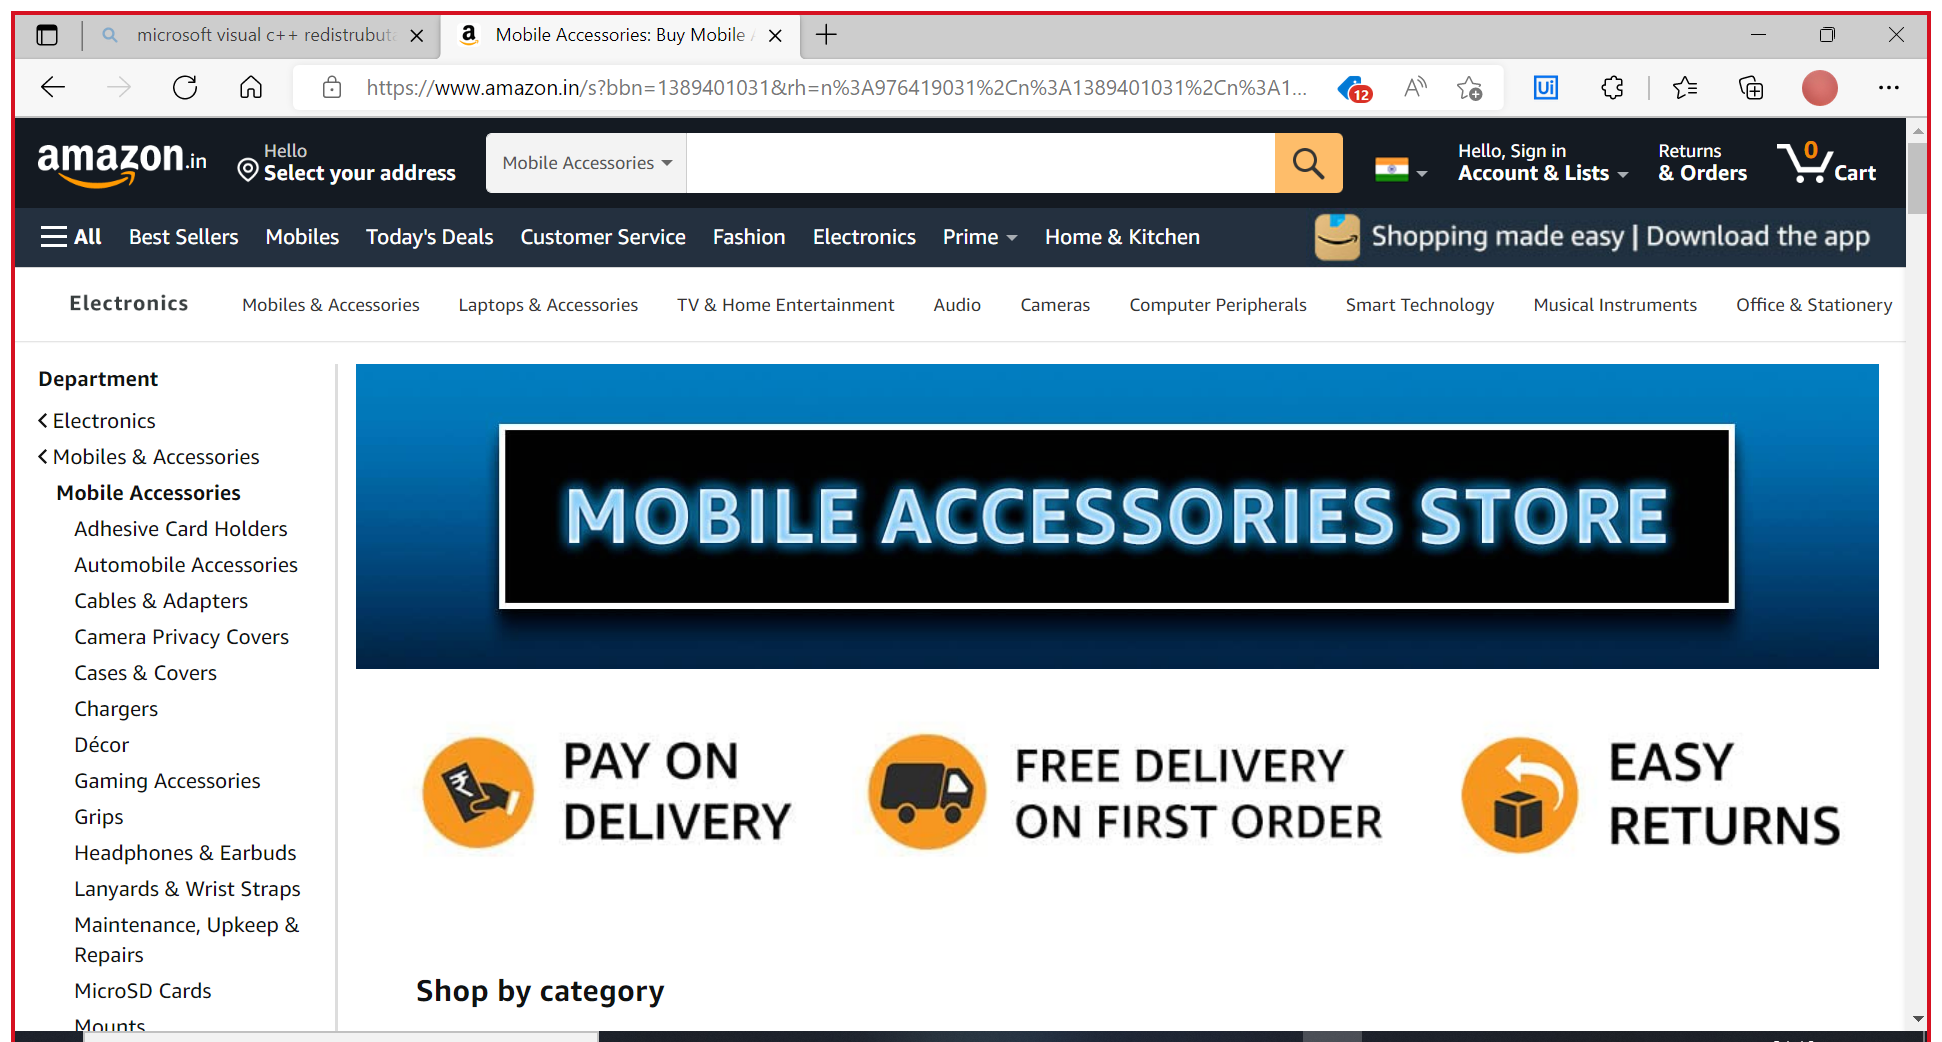 microsoft visual c++ redistrubuta
Mobile Accessories: Buy Mobile
https://www.amazon.in/s?bbn=1389401031&rh=n%3A976419031%2Cn%3A1389401031%2Cn%3A1...
12
Ui
amazon.in
Hello
Select your address
Mobile Accessories
Hello, Sign in
Account & Lists
Returns
& Orders
0
Cart
All
Best Sellers
Mobiles
Today's Deals
Customer Service
Fashion
Electronics
Prime
Home & Kitchen
Shopping made easy | Download the app
Electronics
Mobiles & Accessories
Laptops & Accessories
TV & Home Entertainment
Audio
Cameras
Computer Peripherals
Smart Technology
Musical Instruments
Office & Stationery
Department
Electronics
Mobiles & Accessories
Mobile Accessories
Adhesive Card Holders
Automobile Accessories
Cables & Adapters
Camera Privacy Covers
Cases & Covers
Chargers
Décor
Gaming Accessories
Grips
Headphones & Earbuds
Lanyards & Wrist Straps
Maintenance, Upkeep &
Repairs
MicroSD Cards
Mounts
MOBILE ACCESSORIES STORE
PAY ON
DELIVERY
FREE DELIVERY
ON FIRST ORDER
EASY
RETURNS
Shop by category